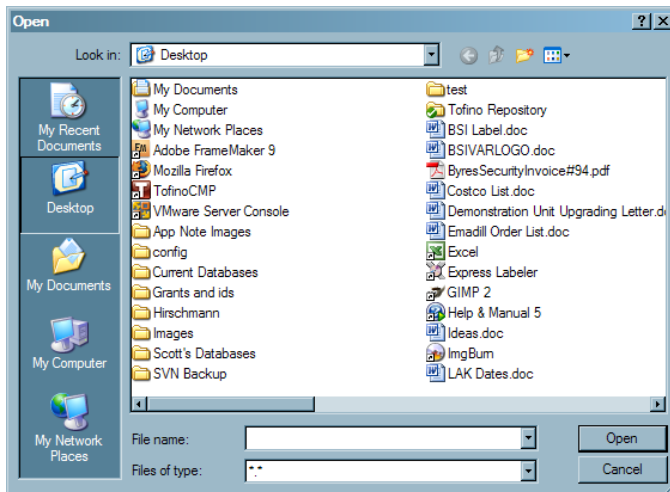 Open
Look in:
Desktop
My Recent
Documents
Desktop
My Documents
My Computer
My Network
Places
My Documents
My Computer
My Network Places
Adobe FrameMaker 9
Mozilla Firefox
TofinoCMP
VMware Server Console
App Note Images
config
Current Databases
Grants and ids
Hirschmann
Images
Scott's Databases
SVN Backup
test
Tofino Repository
BSI Label.doc
BSIVARLOGO.doc
ByresSecurityInvoice#94.pdf
Costco List.doc
Demonstration Unit Upgrading Letter.d
Emadill Order List.doc
Excel
Express Labeler
GIMP 2
Help & Manual 5
Ideas.doc
ImgBurn
LAK Dates.doc
File name:
Open
Files of type:
*.*
Cancel